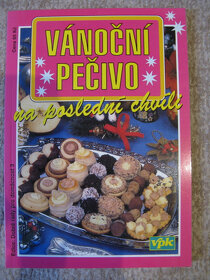 VÁNOČNÍ
PEČIVO
na poslední chvíli
vpk